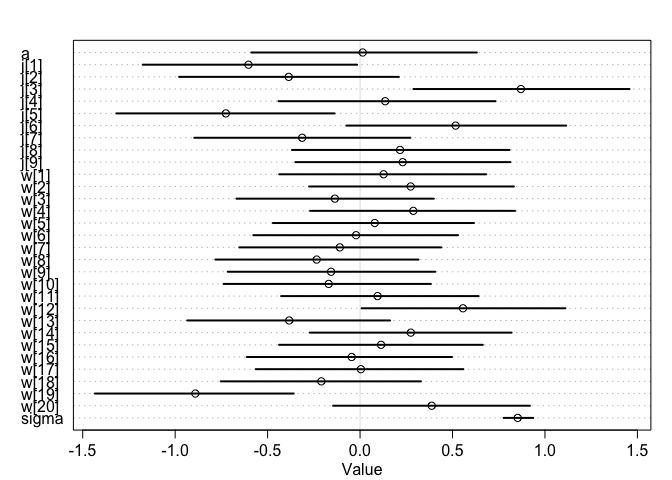 a
j[1]
j[2]
j[3]
j[4]
j[5]
j[6]
j[7]
j[8]
j[9]
w[1]
w[2]
w[3]
w[4]
w[5]
w[6]
w[7]
w[8]
w[9]
w[10]
w[11]
w[12]
w[13]
w[14]
w[15]
w[16]
w[17]
w[18]
w[19]
w[20]
sigma
-1.5 -1.0 -0.5 0.0 0.5 1.0 1.5
Value